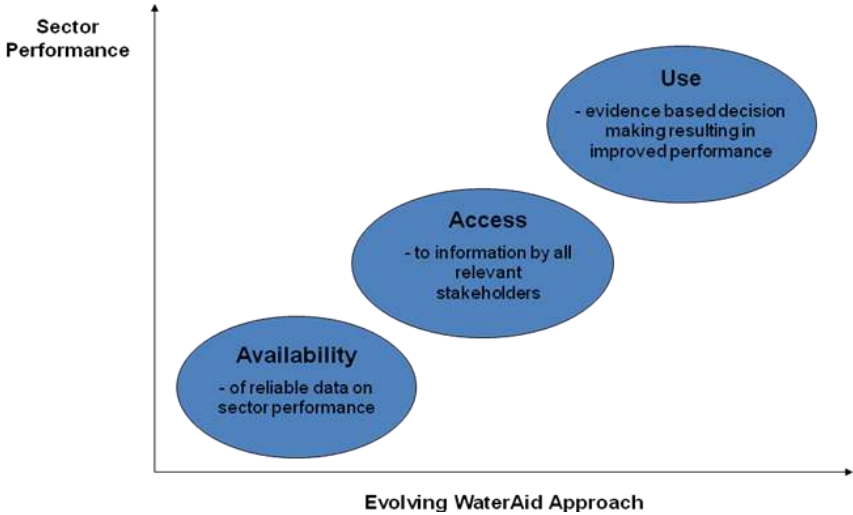 Sector
Performance
Use
- evidence based decision
making resulting in
improved performance
Access
- to information by all
relevant
stakeholders
Availability
- of reliable data on
sector performance
Evolving WaterAid Approach